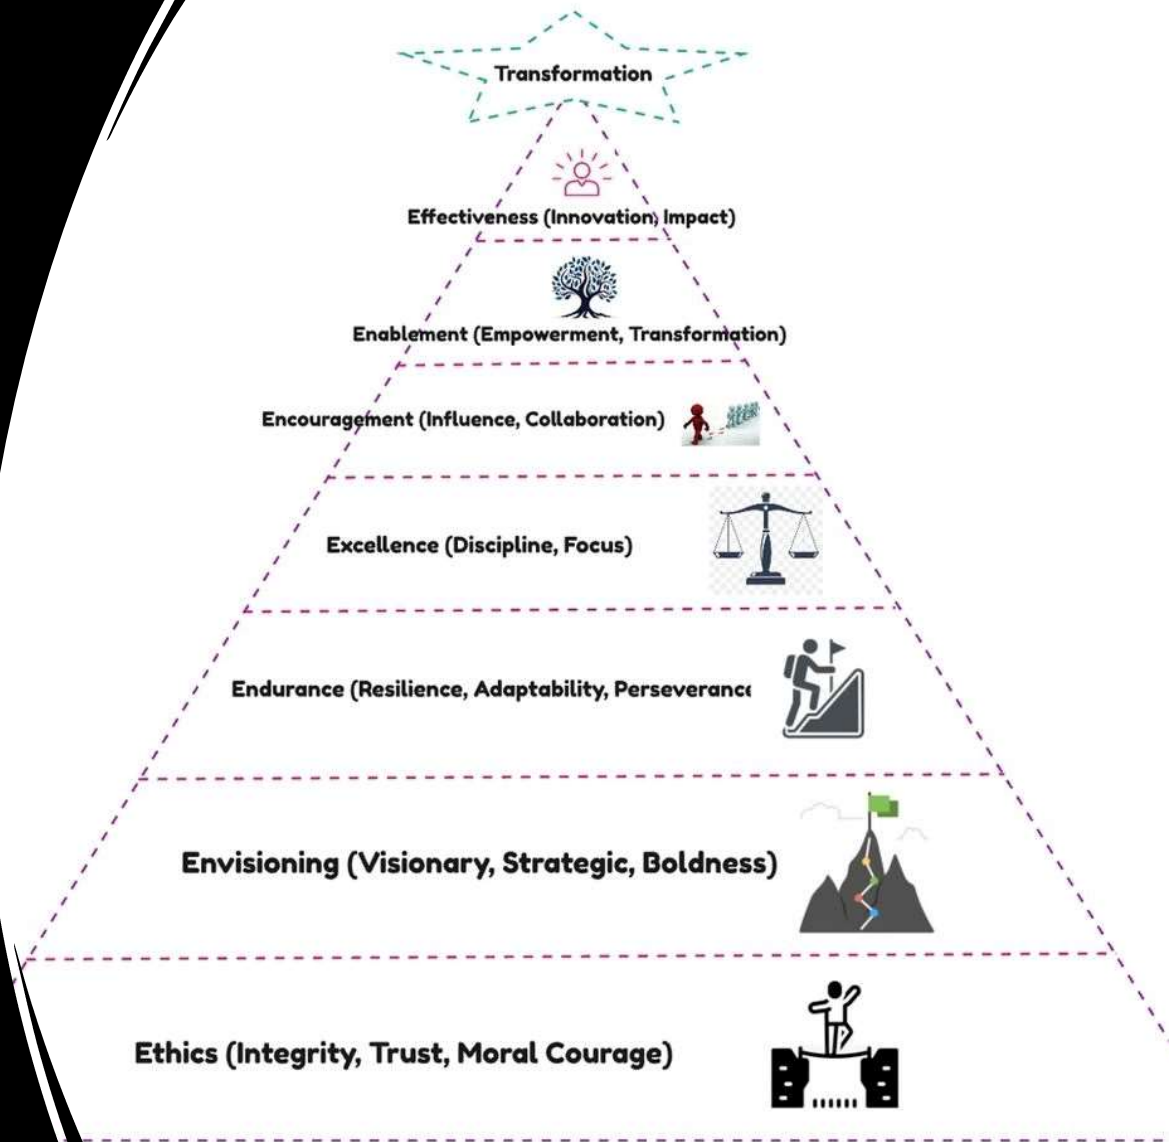 Transformation
Effectiveness (Innovation, Impact)
Enablement (Empowerment, Transformation)
Encouragement (Influence, Collaboration)
Excellence (Discipline, Focus)
Endurance (Resilience, Adaptability, Perseverance
Envisioning (Visionary, Strategic, Boldness)
Ethics (Integrity, Trust, Moral Courage)